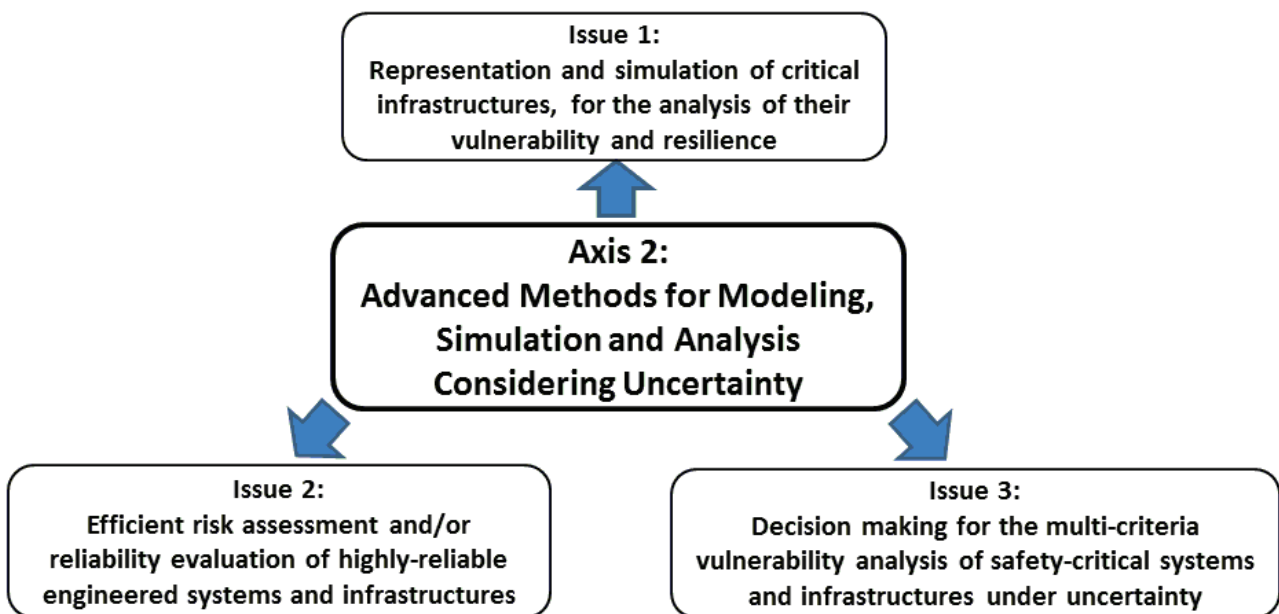 Issue 1:
Representation and simulation of critical
infrastructures, for the analysis of their
vulnerability and resilience
Axis 2:
Advanced Methods for Modeling,
Simulation and Analysis
Considering Uncertainty
Issue 2:
Efficient risk assessment and/or
reliability evaluation of highly-reliable
engineered systems and infrastructures
Issue 3:
Decision making for the multi-criteria
vulnerability analysis of safety-critical systems
and infrastructures under uncertainty